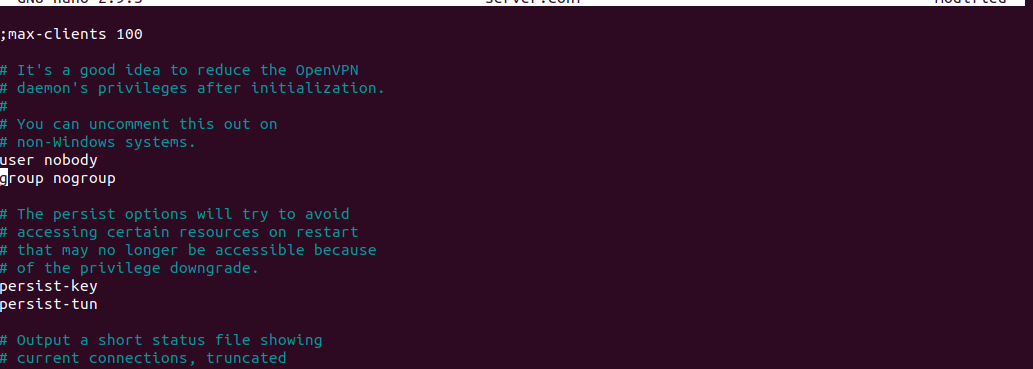 GNU nano 2.9.3 server.conf Modified
;max-clients 100
# It's a good idea to reduce the OpenVPN
# daemon's privileges after initialization.
#
# You can uncomment this out on
# non-Windows systems.
user nobody
group nogroup
# The persist options will try to avoid
# accessing certain resources on restart
# that may no longer be accessible because
# of the privilege downgrade.
persist-key
persist-tun
# Output a short status file showing
# current connections, truncated